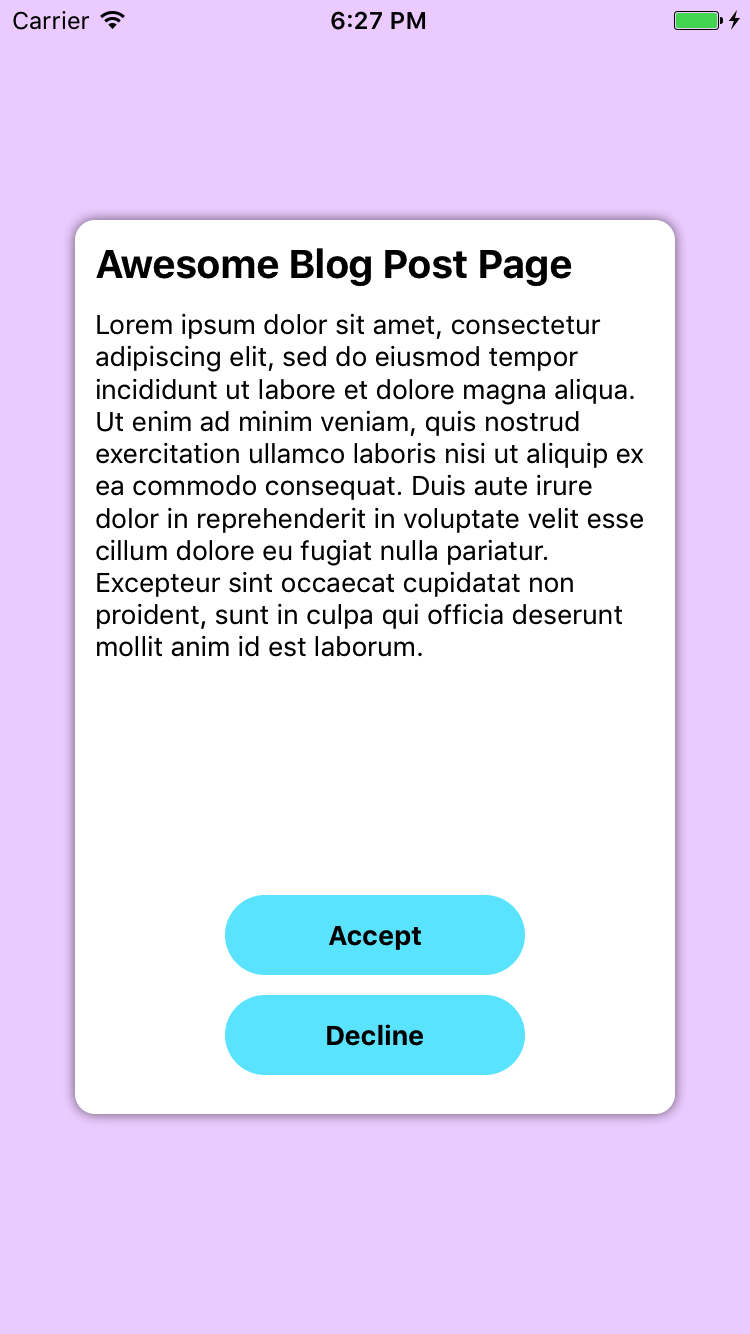 Carrier 6:27 PM
Awesome Blog Post Page
Lorem ipsum dolor sit amet, consectetur
adipiscing elit, sed do eiusmod tempor
incididunt ut labore et dolore magna aliqua.
Ut enim ad minim veniam, quis nostrud
exercitation ullamco laboris nisi ut aliquip ex
ea commodo consequat. Duis aute irure
dolor in reprehenderit in voluptate velit esse
cillum dolore eu fugiat nulla pariatur.
Excepteur sint occaecat cupidatat non
proident, sunt in culpa qui officia deserunt
mollit anim id est laborum.
Accept
Decline